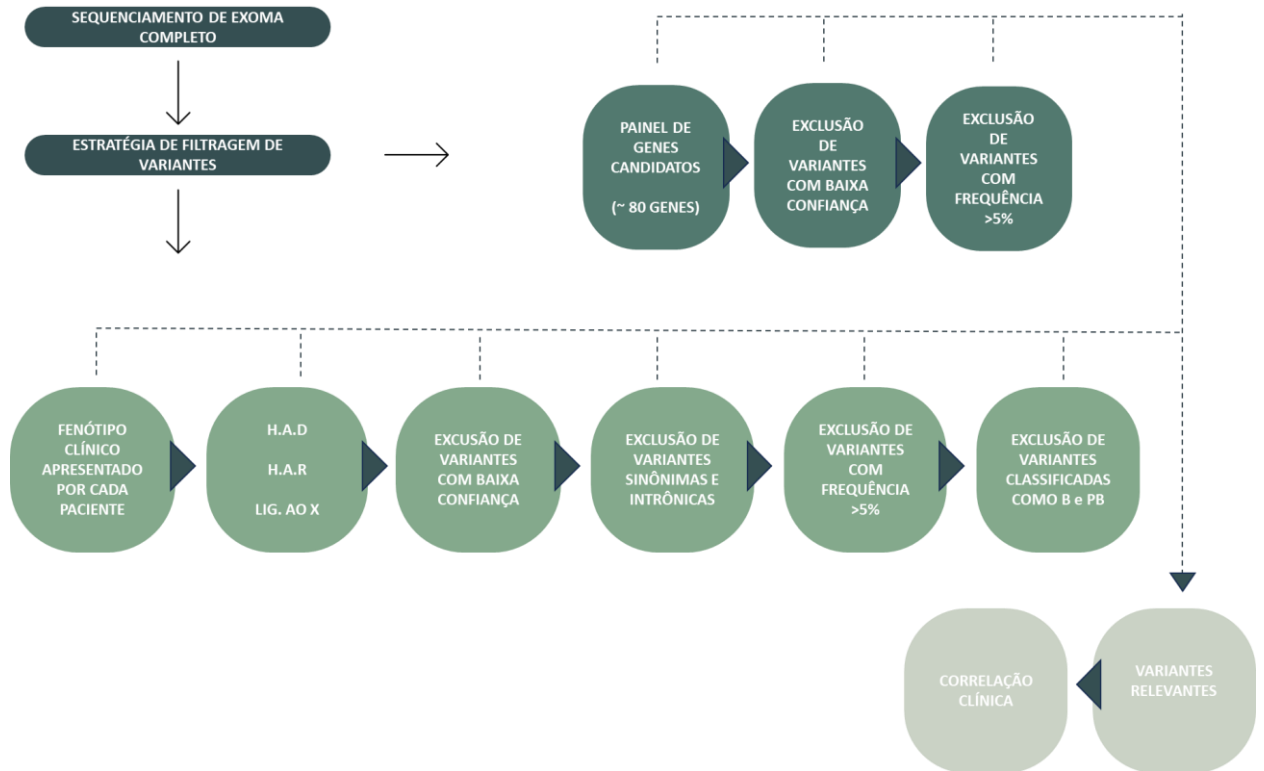 SEQUENCIAMENTO DE EXOMA
COMPLETO
ESTRATÉGIA DE FILTRAGEM DE
VARIANTES
PAINEL DE
GENES
CANDIDATOS
(~ 80 GENES)
EXCLUSÃO
DE
VARIANTES
COM BAIXA
CONFIANÇA
EXCLUSÃO
DE
VARIANTES
COM
FREQUÊNCIA
>5%
FENÓTIPO
CLÍNICO
APRESENTADO
POR CADA
PACIENTE
H.A.D
H.A.R
LIG. AO X
EXCUSÃO DE
VARIANTES
COM BAIXA
CONFIANÇA
EXCLUSÃO DE
VARIANTES
SINÔNIMAS E
INTRÔNICAS
EXCLUSÃO DE
VARIANTES
COM
FREQUÊNCIA
>5%
EXCLUSÃO DE
VARIANTES
CLASSIFICADAS
COMO B e PB
CORRELAÇÃO
CLÍNICA
VARIANTES
RELEVANTES